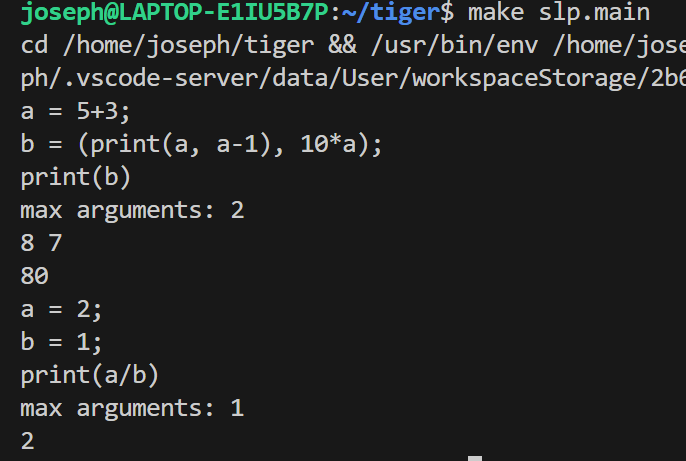 joseph@LAPTOP-E1IU5B7P:~/tiger$ make slp.main
cd /home/joseph/tiger && /usr/bin/env /home/jose
ph/.vscode-server/data/User/workspaceStorage/2b6
a = 5+3;
b = (print(a, a-1), 10*a);
print(b)
max arguments: 2
8 7
80
a = 2;
b = 1;
print(a/b)
max arguments: 1
2